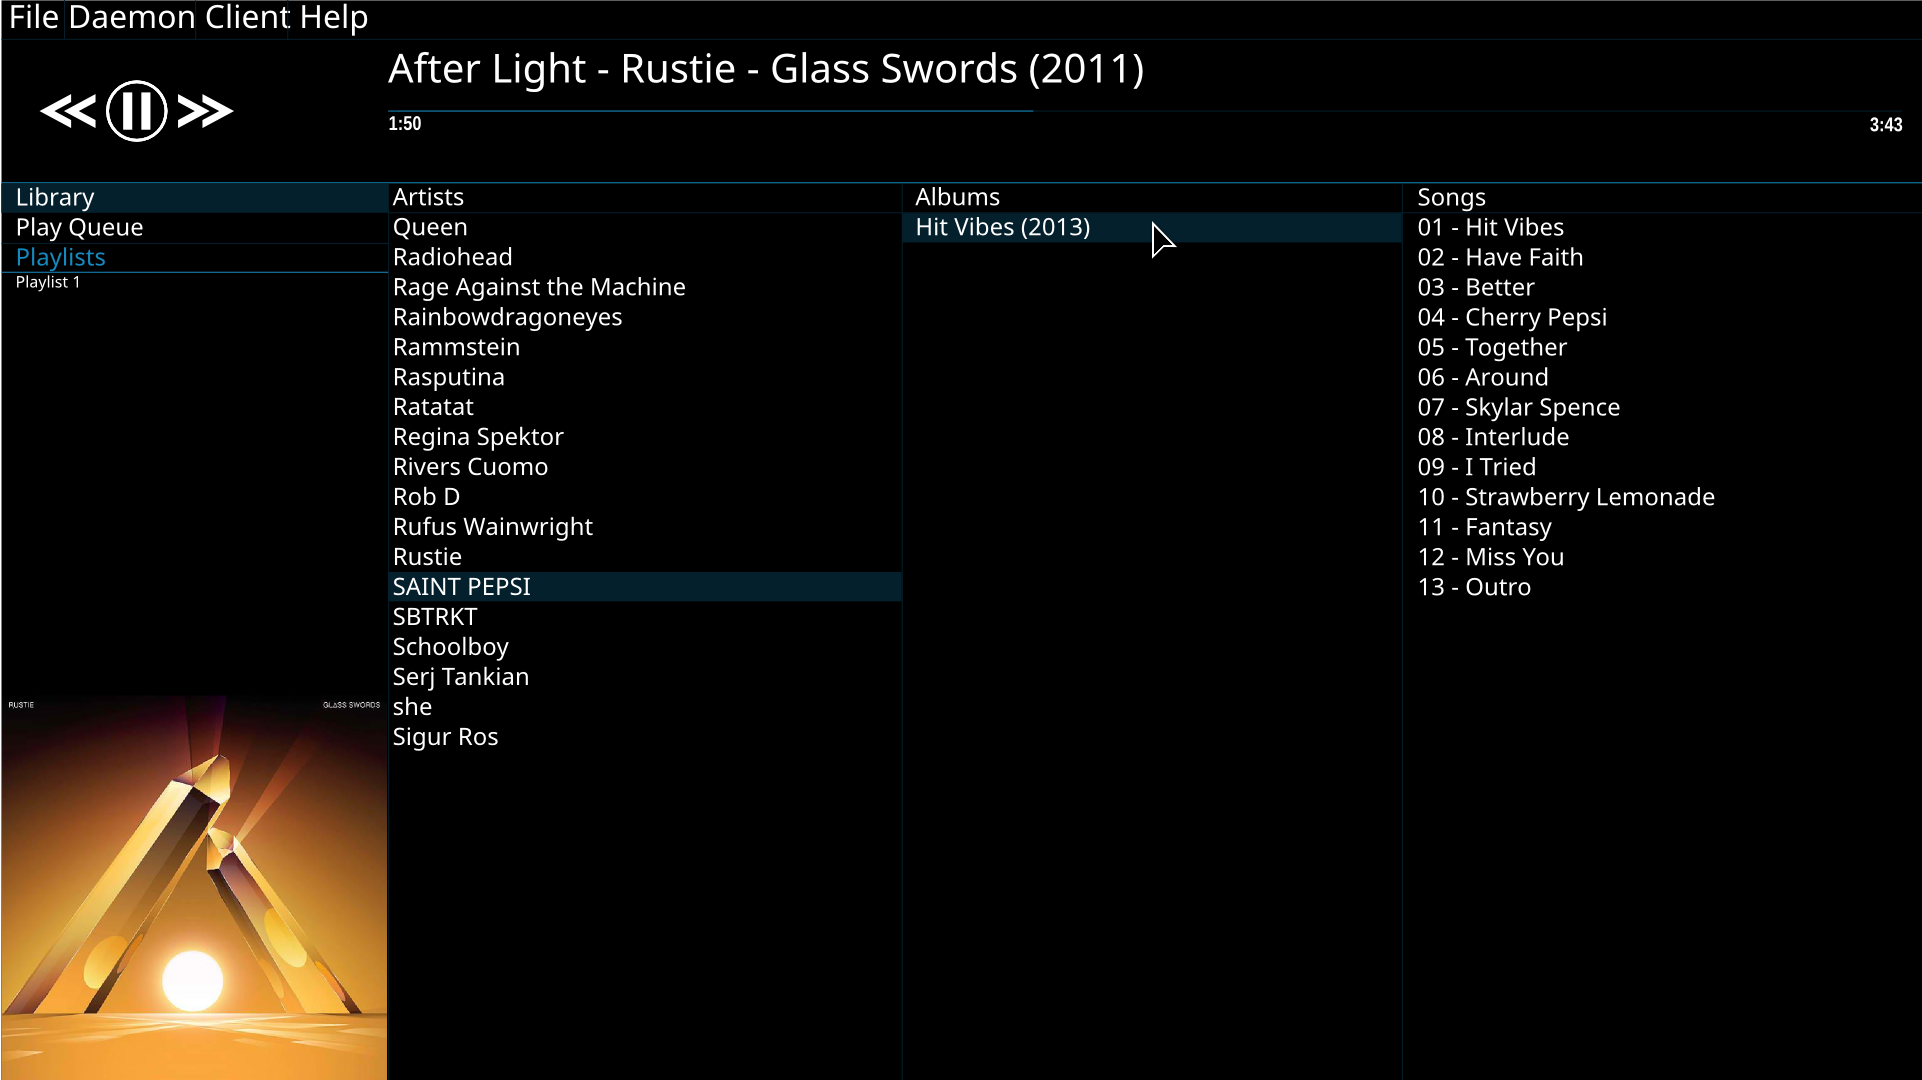 File Daemon Client Help
After Light - Rustie - Glass Swords (2011)
1:50 3:43
Library
Play Queue
Playlists
Playlist 1
Artists
Queen
Radiohead
Rage Against the Machine
Rainbowdragoneyes
Rammstein
Rasputina
Ratatat
Regina Spektor
Rivers Cuomo
Rob D
Rufus Wainwright
Rustie
SAINT PEPSI
SBTRKT
Schoolboy
Serj Tankian
she
Sigur Ros
Albums
Hit Vibes (2013)
Songs
01 - Hit Vibes
02 - Have Faith
03 - Better
04 - Cherry Pepsi
05 - Together
06 - Around
07 - Skylar Spence
08 - Interlude
09 - I Tried
10 - Strawberry Lemonade
11 - Fantasy
12 - Miss You
13 - Outro
RUSTIE GLASS SWORDS